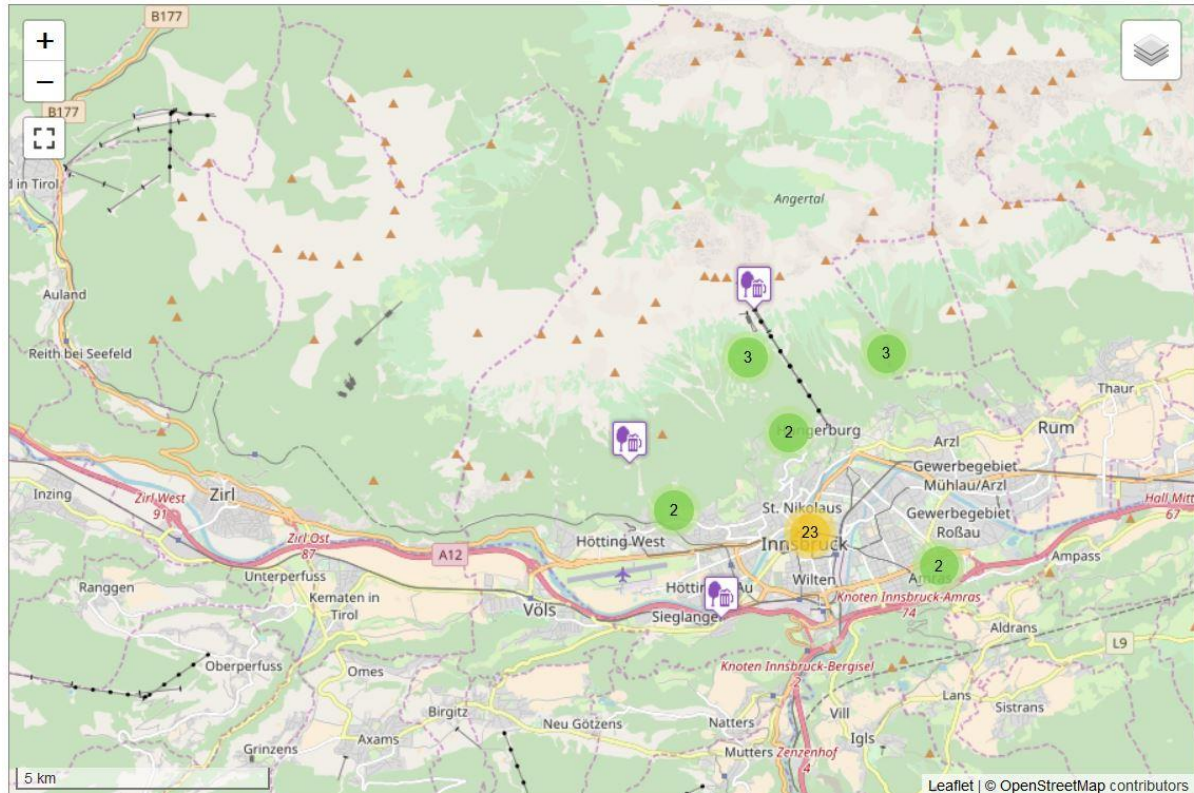 B177
+
−
B177
d in Tirol
Angertal
Auland
Reith bei Seefeld
3
3
Thaur
2
Rum
Arzl
Gewerbegebiet
Mühlau/Arzl
Inzing
Zirl West
91
Zirl
2
St. Nikolaus
Gewerbegebiet
Roßau
Hall Mitt
67
Zirl Ost
87
A12
Hötting West
23
Innsbruck
Ampass
Ranggen
Unterperfuss
Kematen in
Tirol
Völs
Wilten
2
Amras
Knoten Innsbruck-Amras
74
Aldrans
L9
Oberperfuss
Omes
Knoten Innsbruck-Bergisel
Lans
Sistrans
Birgitz
Neu Götzens
Natters
Vill
Axams
Igls
Grinzens
Mutters
Zenzenhof
4
5 km
Leaflet | © OpenStreetMap contributors